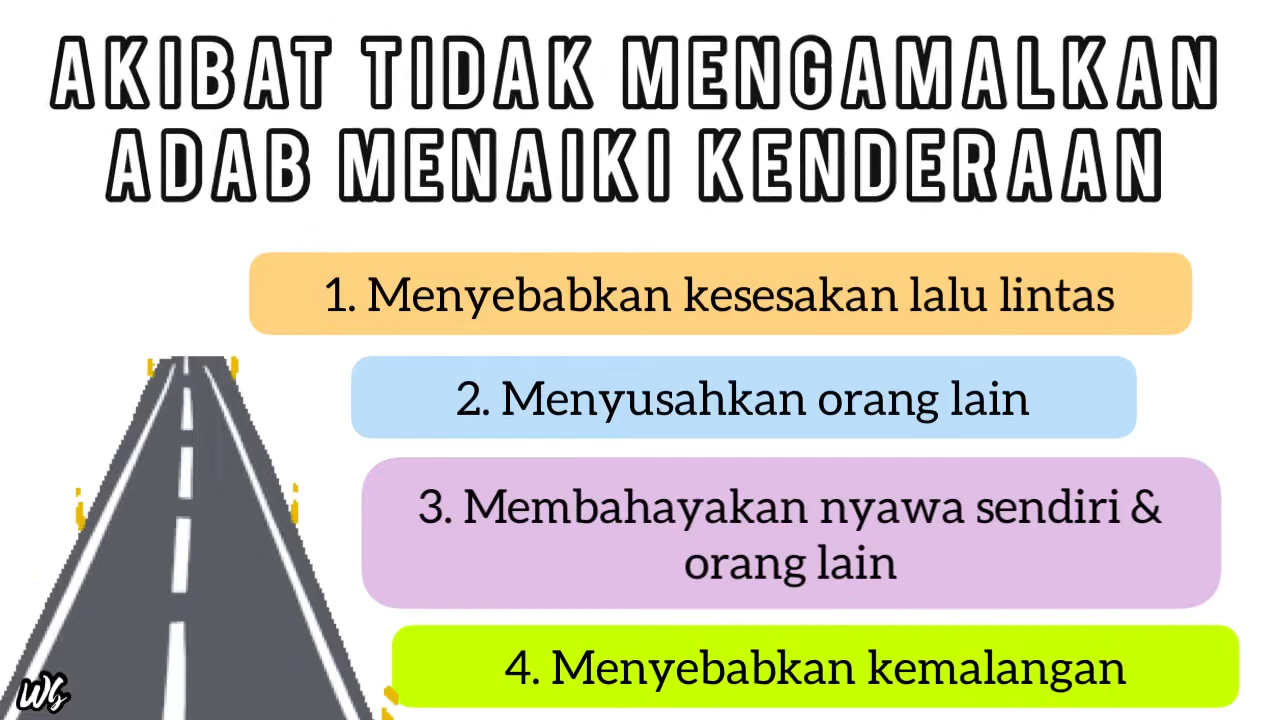 AKIBAT TIDAK MENGAMALKAN
ADAB MENAIKI KENDERAAN
1. Menyebabkan kesesakan lalu lintas
2. Menyusahkan orang lain
3. Membahayakan nyawa sendiri &
orang lain
4. Menyebabkan kemalangan